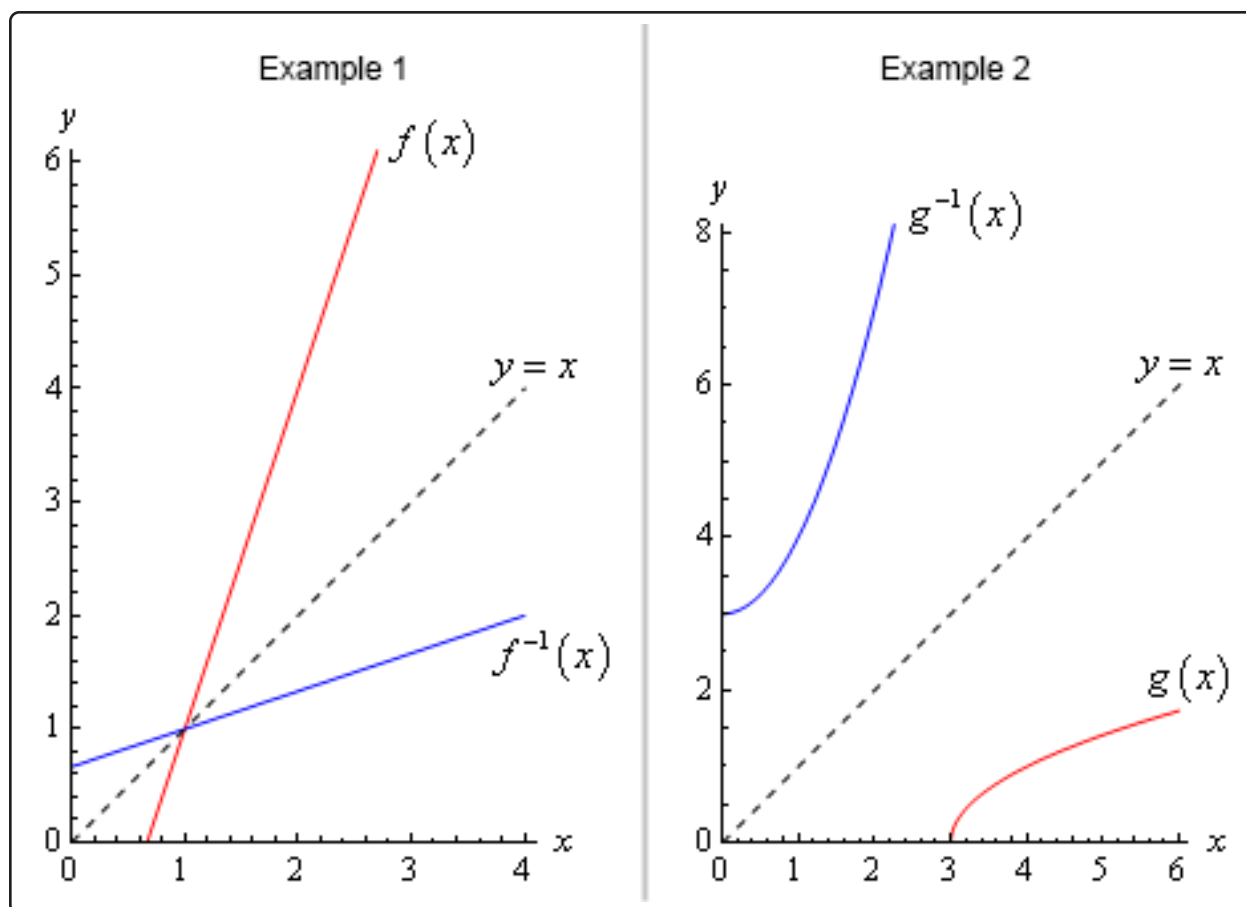 Example 1
y
6
f(x)
5
y = x
4
3
2
f⁻¹(x)
1
0
0 1 2 3 4 x
Example 2
y
8
g⁻¹(x)
y = x
6
4
2
g(x)
0
0 1 2 3 4 5 6 x